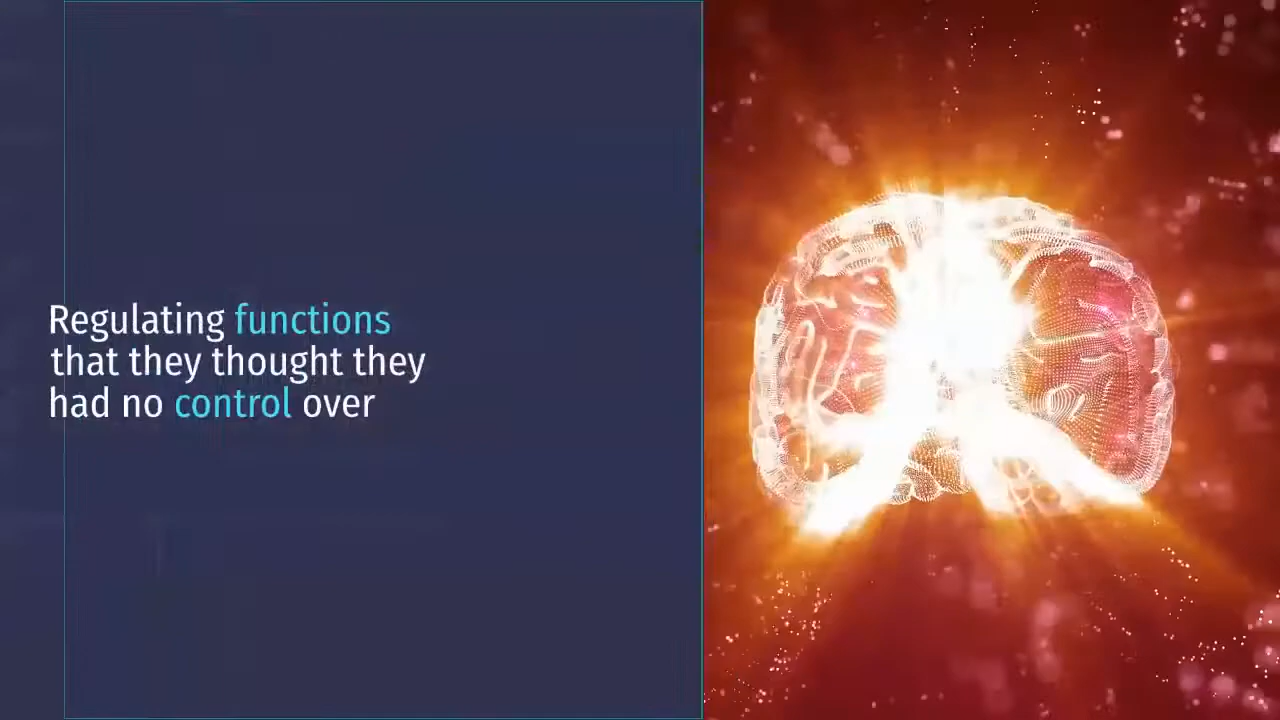 Regulating functions
that they thought they
had no control over